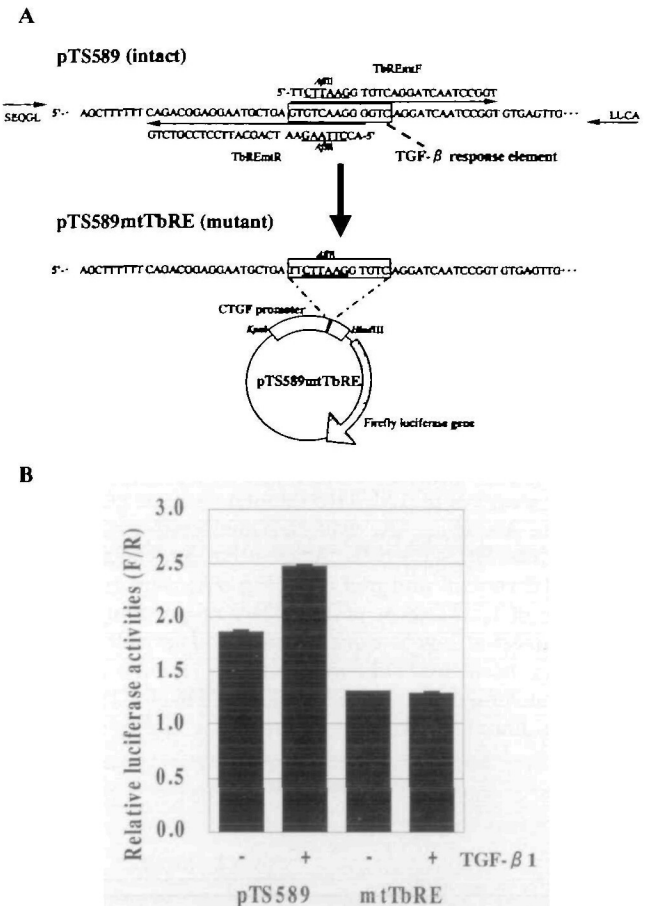 A
pTS589 (intact)
AflII TbREmtF
5'-TTCTTAAGG TGTCAGGATCAATCCGGT
SEQGL 5'-·· AGCTTTTTTT CAGACGGAGGAATGCTGA GTGTCAAGG GGTC AGGATCAATCCGGT GTGAGTTG··· LUCA
GTCTGCCTCCTTACGACT AAGAATTCCA-5'
TbREmtR AflII TGF-β response element
pTS589mtTbRE (mutant)
AflII
5'-·· AGCTTTTTTT CAGACGGAGGAATGCTGA TTCTTAAGG TGTC AGGATCAATCCGGT GTGAGTTG···
CTGF promoter
KpnI HindIII
pTS589mtTbRE
Firefly luciferase gene
B
Relative luciferase activities (F/R)
3.0
2.5
2.0
1.5
1.0
0.5
0.0
- + - + TGF-β1
pTS589 mtTbRE